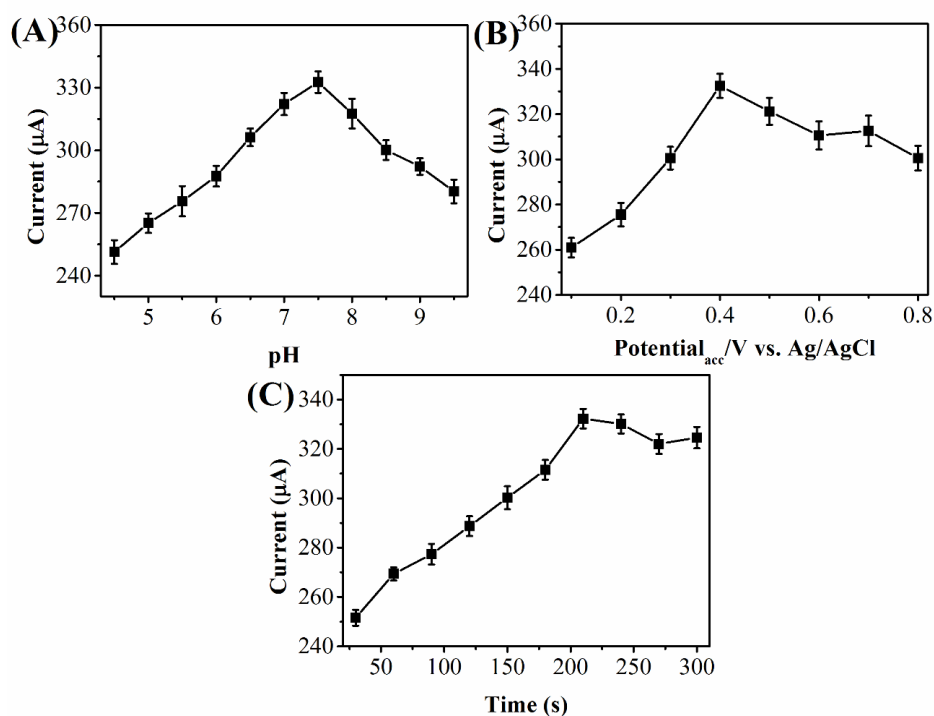 (A)
Current (μA)
360
330
300
270
240
5 6 7 8 9
pH
(B)
Current (μA)
360
340
320
300
280
260
240
0.2 0.4 0.6 0.8
Potentialacc/V vs. Ag/AgCl
(C)
Current (μA)
340
320
300
280
260
240
50 100 150 200 250 300
Time (s)